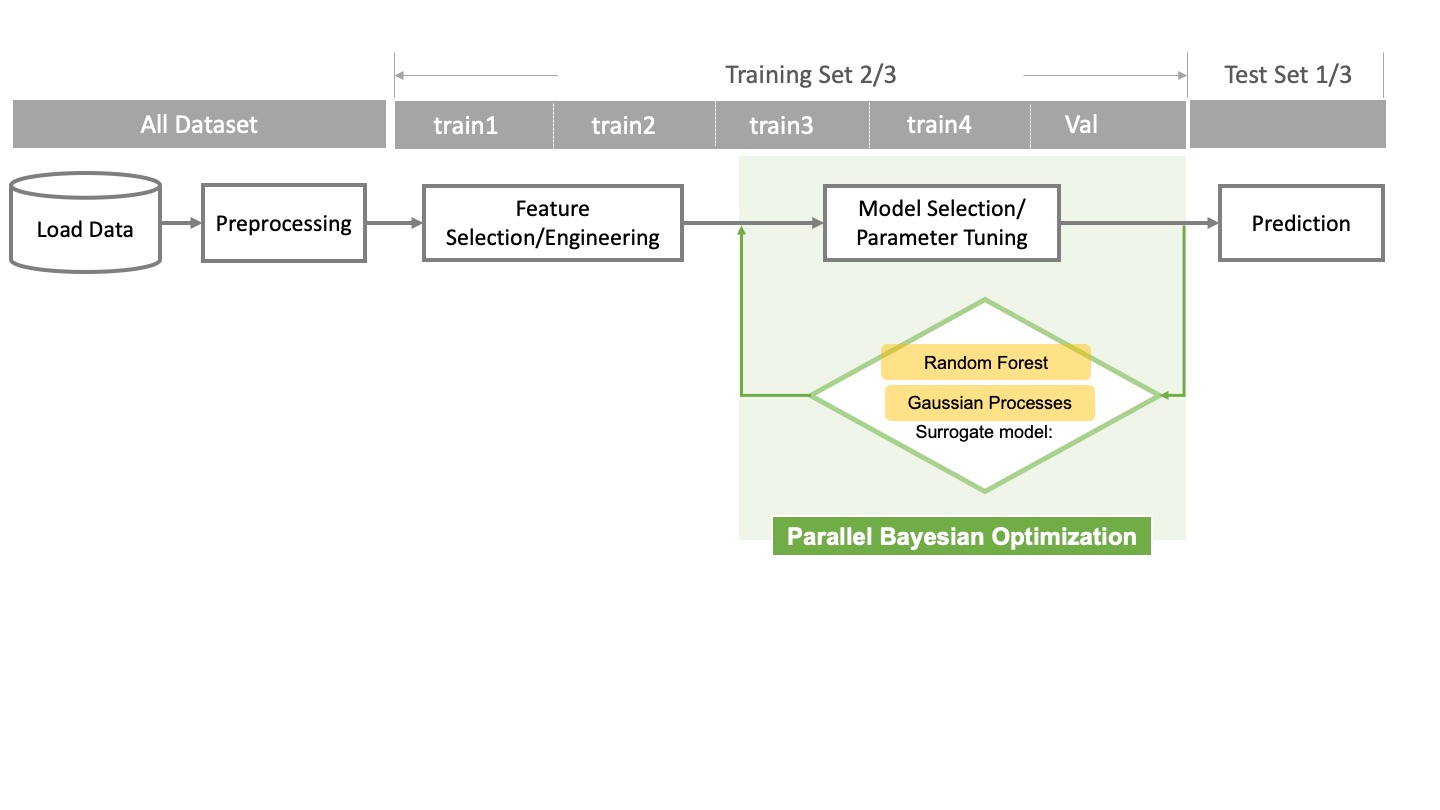 Training Set 2/3
Test Set 1/3
All Dataset
train1
train2
train3
train4
Val
Load Data
Preprocessing
Feature
Selection/Engineering
Model Selection/
Parameter Tuning
Prediction
Random Forest
Gaussian Processes
Surrogate model:
Parallel Bayesian Optimization